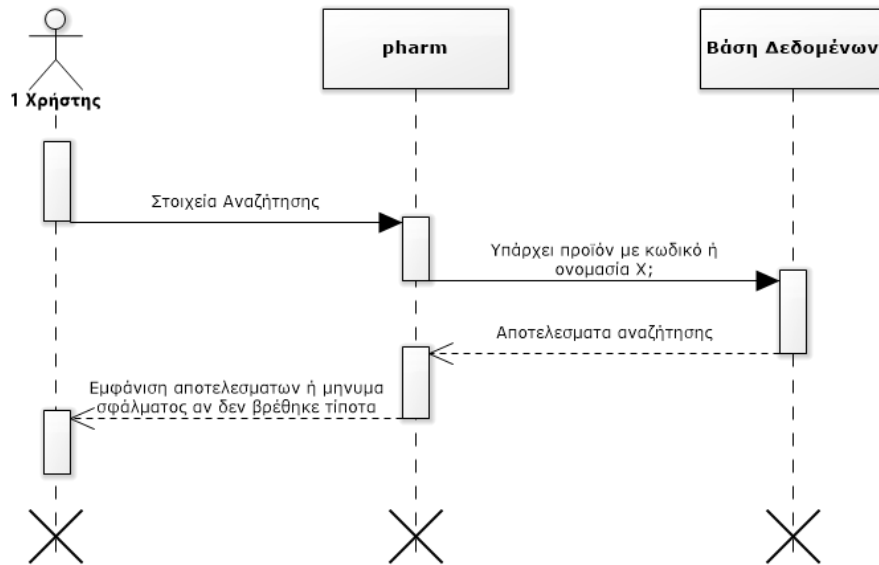 pharm
Βάση Δεδομένων
1 Χρήστης
Στοιχεία Αναζήτησης
Υπάρχει προϊόν με κωδικό ή
ονομασία Χ;
Αποτελεσματα αναζήτησης
Εμφάνιση αποτελεσματων ή μηνυμα
σφάλματος αν δεν βρέθηκε τίποτα